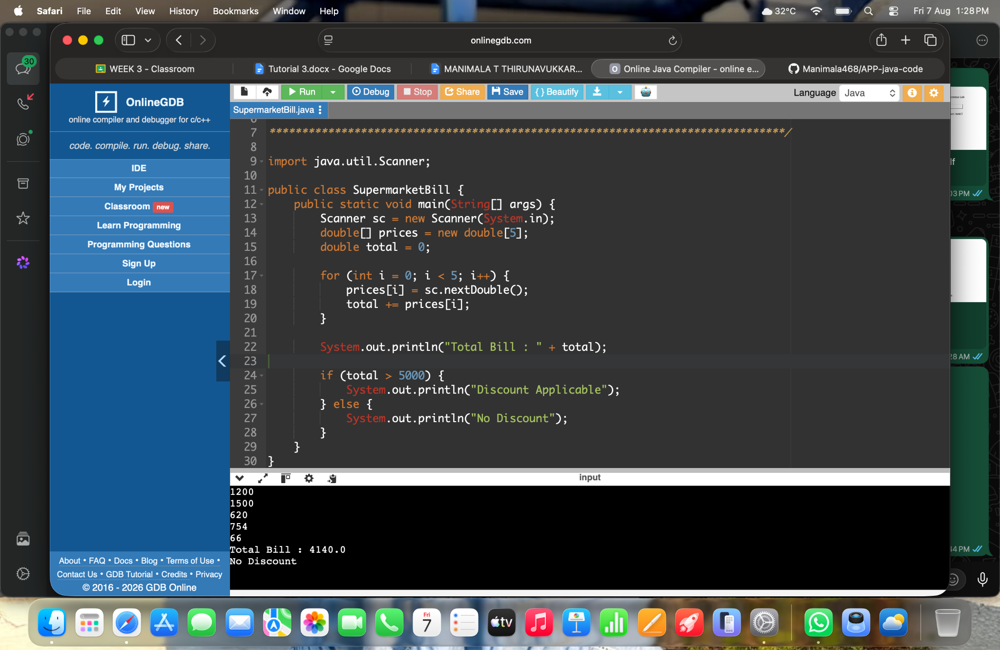 Safari File Edit View History Bookmarks Window Help 32°C Fri 7 Aug 1:28 PM
30
onlinegdb.com
WEEK 3 - Classroom
Tutorial 3.docx - Google Docs
MANIMALA T THIRUNAVUKKAR...
Online Java Compiler - online e...
Manimala468/APP-java-code
OnlineGDB
online compiler and debugger for c/c++
code. compile. run. debug. share.
IDE
My Projects
Classroom new
Learn Programming
Programming Questions
Sign Up
Login
About • FAQ • Docs • Blog • Terms of Use •
Contact Us • GDB Tutorial • Credits • Privacy
© 2016 - 2026 GDB Online
Run Debug Stop Share Save { } Beautify Language Java
SupermarketBill.java
6
7 *******************************************************************************/
8
9 import java.util.Scanner;
10
11 public class SupermarketBill {
12 public static void main(String[] args) {
13 Scanner sc = new Scanner(System.in);
14 double[] prices = new double[5];
15 double total = 0;
16
17 for (int i = 0; i < 5; i++) {
18 prices[i] = sc.nextDouble();
19 total += prices[i];
20 }
21
22 System.out.println("Total Bill : " + total);
23
24 if (total > 5000) {
25 System.out.println("Discount Applicable");
26 } else {
27 System.out.println("No Discount");
28 }
29 }
30 }
input
1200
1500
620
754
66
Total Bill : 4140.0
No Discount
lf
03 PM
28 AM
44 PM
Fri
7
tv